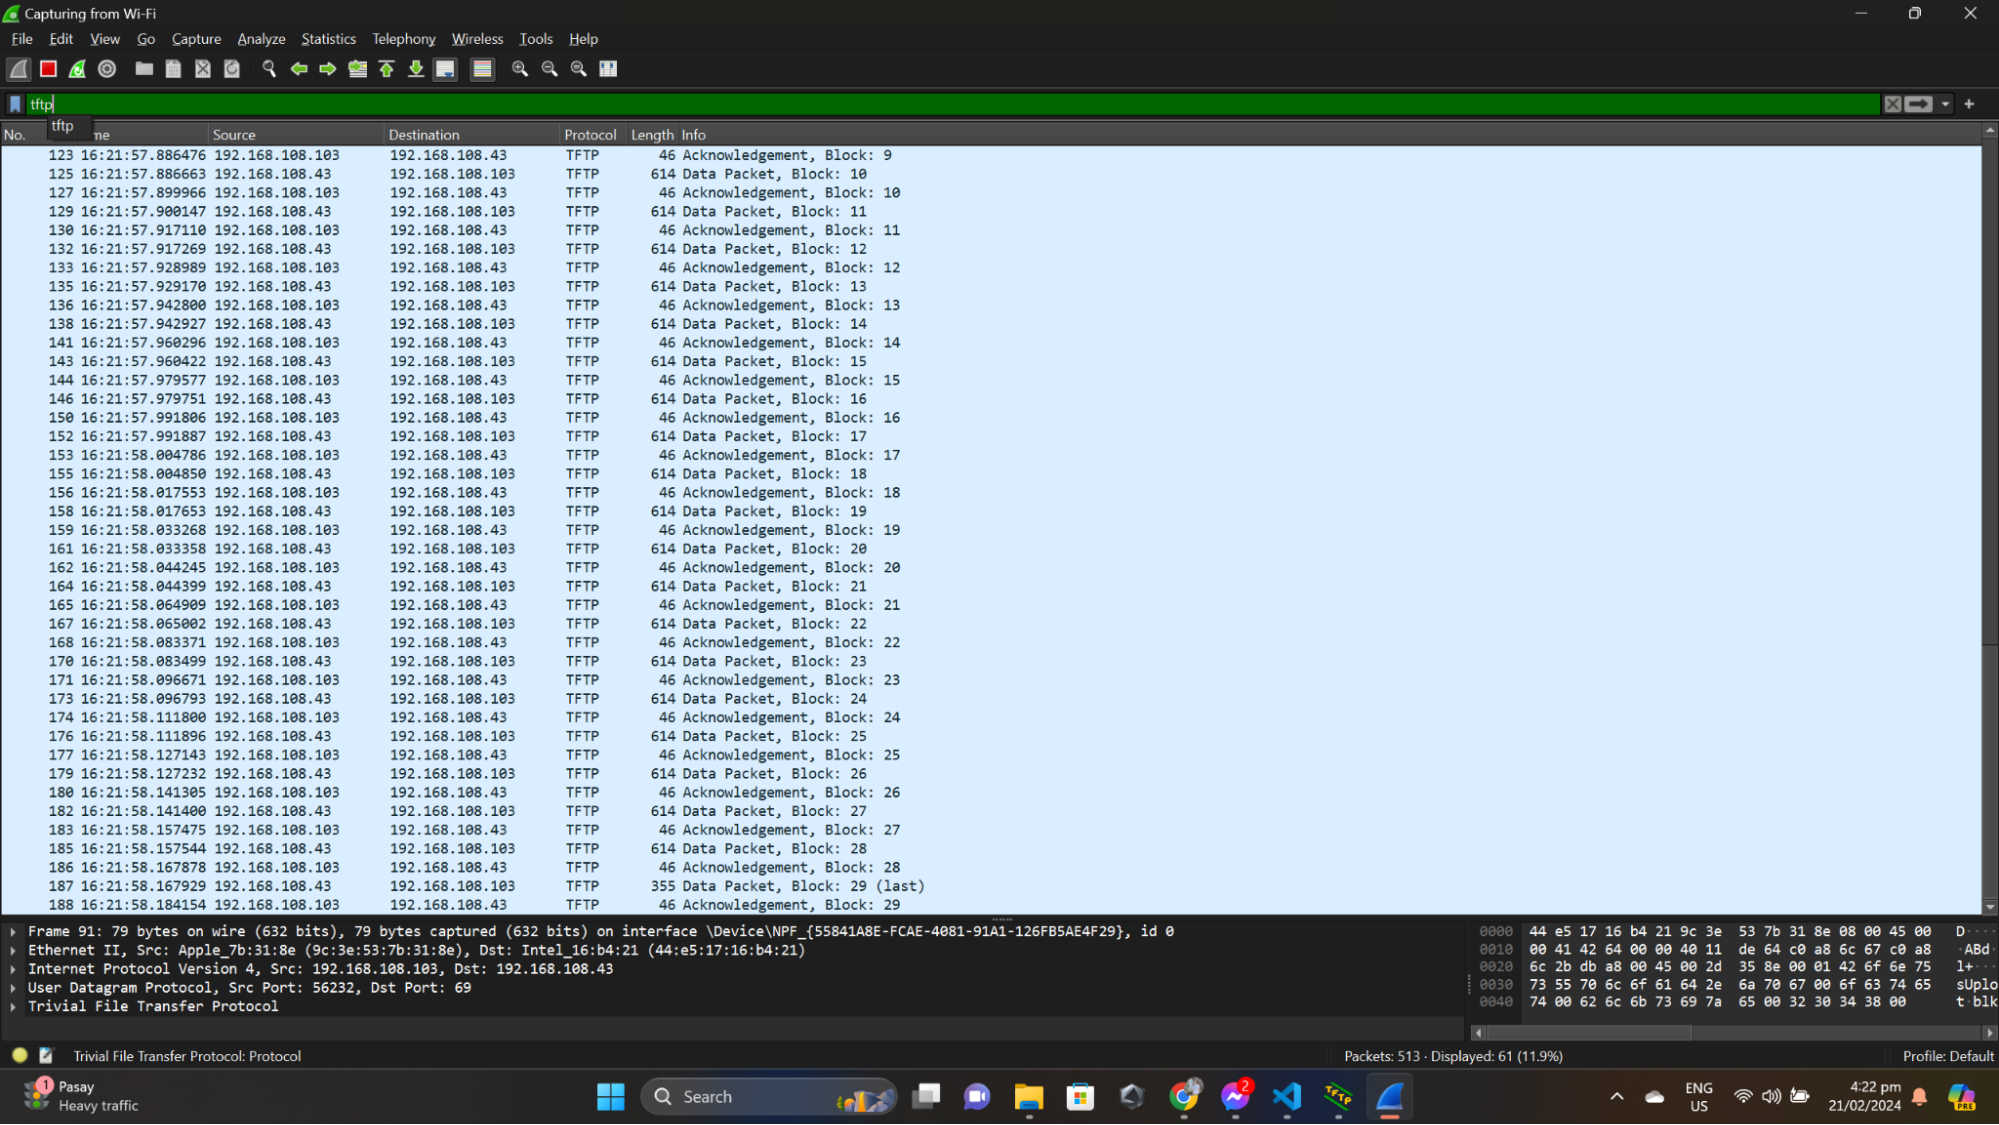 Capturing from Wi-Fi
File Edit View Go Capture Analyze Statistics Telephony Wireless Tools Help
tftp
tftp
No. me Source Destination Protocol Length Info
123 16:21:57.886476 192.168.108.103 192.168.108.43 TFTP 46 Acknowledgement, Block: 9
125 16:21:57.886663 192.168.108.43 192.168.108.103 TFTP 614 Data Packet, Block: 10
127 16:21:57.899966 192.168.108.103 192.168.108.43 TFTP 46 Acknowledgement, Block: 10
129 16:21:57.900147 192.168.108.43 192.168.108.103 TFTP 614 Data Packet, Block: 11
130 16:21:57.917110 192.168.108.103 192.168.108.43 TFTP 46 Acknowledgement, Block: 11
132 16:21:57.917269 192.168.108.43 192.168.108.103 TFTP 614 Data Packet, Block: 12
133 16:21:57.928989 192.168.108.103 192.168.108.43 TFTP 46 Acknowledgement, Block: 12
135 16:21:57.929170 192.168.108.43 192.168.108.103 TFTP 614 Data Packet, Block: 13
136 16:21:57.942800 192.168.108.103 192.168.108.43 TFTP 46 Acknowledgement, Block: 13
138 16:21:57.942927 192.168.108.43 192.168.108.103 TFTP 614 Data Packet, Block: 14
141 16:21:57.960296 192.168.108.103 192.168.108.43 TFTP 46 Acknowledgement, Block: 14
143 16:21:57.960422 192.168.108.43 192.168.108.103 TFTP 614 Data Packet, Block: 15
144 16:21:57.979577 192.168.108.103 192.168.108.43 TFTP 46 Acknowledgement, Block: 15
146 16:21:57.979751 192.168.108.43 192.168.108.103 TFTP 614 Data Packet, Block: 16
150 16:21:57.991806 192.168.108.103 192.168.108.43 TFTP 46 Acknowledgement, Block: 16
152 16:21:57.991887 192.168.108.43 192.168.108.103 TFTP 614 Data Packet, Block: 17
153 16:21:58.004786 192.168.108.103 192.168.108.43 TFTP 46 Acknowledgement, Block: 17
155 16:21:58.004850 192.168.108.43 192.168.108.103 TFTP 614 Data Packet, Block: 18
156 16:21:58.017553 192.168.108.103 192.168.108.43 TFTP 46 Acknowledgement, Block: 18
158 16:21:58.017653 192.168.108.43 192.168.108.103 TFTP 614 Data Packet, Block: 19
159 16:21:58.033268 192.168.108.103 192.168.108.43 TFTP 46 Acknowledgement, Block: 19
161 16:21:58.033358 192.168.108.43 192.168.108.103 TFTP 614 Data Packet, Block: 20
162 16:21:58.044245 192.168.108.103 192.168.108.43 TFTP 46 Acknowledgement, Block: 20
164 16:21:58.044399 192.168.108.43 192.168.108.103 TFTP 614 Data Packet, Block: 21
165 16:21:58.064909 192.168.108.103 192.168.108.43 TFTP 46 Acknowledgement, Block: 21
167 16:21:58.065002 192.168.108.43 192.168.108.103 TFTP 614 Data Packet, Block: 22
168 16:21:58.083371 192.168.108.103 192.168.108.43 TFTP 46 Acknowledgement, Block: 22
170 16:21:58.083499 192.168.108.43 192.168.108.103 TFTP 614 Data Packet, Block: 23
171 16:21:58.096671 192.168.108.103 192.168.108.43 TFTP 46 Acknowledgement, Block: 23
173 16:21:58.096793 192.168.108.43 192.168.108.103 TFTP 614 Data Packet, Block: 24
174 16:21:58.111800 192.168.108.103 192.168.108.43 TFTP 46 Acknowledgement, Block: 24
176 16:21:58.111896 192.168.108.43 192.168.108.103 TFTP 614 Data Packet, Block: 25
177 16:21:58.127143 192.168.108.103 192.168.108.43 TFTP 46 Acknowledgement, Block: 25
179 16:21:58.127232 192.168.108.43 192.168.108.103 TFTP 614 Data Packet, Block: 26
180 16:21:58.141305 192.168.108.103 192.168.108.43 TFTP 46 Acknowledgement, Block: 26
182 16:21:58.141400 192.168.108.43 192.168.108.103 TFTP 614 Data Packet, Block: 27
183 16:21:58.157475 192.168.108.103 192.168.108.43 TFTP 46 Acknowledgement, Block: 27
185 16:21:58.157544 192.168.108.43 192.168.108.103 TFTP 614 Data Packet, Block: 28
186 16:21:58.167878 192.168.108.103 192.168.108.43 TFTP 46 Acknowledgement, Block: 28
187 16:21:58.167929 192.168.108.43 192.168.108.103 TFTP 355 Data Packet, Block: 29 (last)
188 16:21:58.184154 192.168.108.103 192.168.108.43 TFTP 46 Acknowledgement, Block: 29
Frame 91: 79 bytes on wire (632 bits), 79 bytes captured (632 bits) on interface \Device\NPF_{55841A8E-FCAE-4081-91A1-126FB5AE4F29}, id 0
Ethernet II, Src: Apple_7b:31:8e (9c:3e:53:7b:31:8e), Dst: Intel_16:b4:21 (44:e5:17:16:b4:21)
Internet Protocol Version 4, Src: 192.168.108.103, Dst: 192.168.108.43
User Datagram Protocol, Src Port: 56232, Dst Port: 69
Trivial File Transfer Protocol
0000 44 e5 17 16 b4 21 9c 3e 53 7b 31 8e 08 00 45 00 D····
0010 00 41 42 64 00 00 40 11 de 64 c0 a8 6c 67 c0 a8 ·ABd·
0020 6c 2b db a8 00 45 00 2d 35 8e 00 01 42 6f 6e 75 l+···
0030 73 55 70 6c 6f 61 64 2e 6a 70 67 00 6f 63 74 65 sUplo
0040 74 00 62 6c 6b 73 69 7a 65 00 32 30 34 38 00 t·blk
Trivial File Transfer Protocol: Protocol
Packets: 513 · Displayed: 61 (11.9%)
Profile: Default
1
Pasay
Heavy traffic
Search
2
TFTP
PRE
ENG
US
4:22 pm
21/02/2024